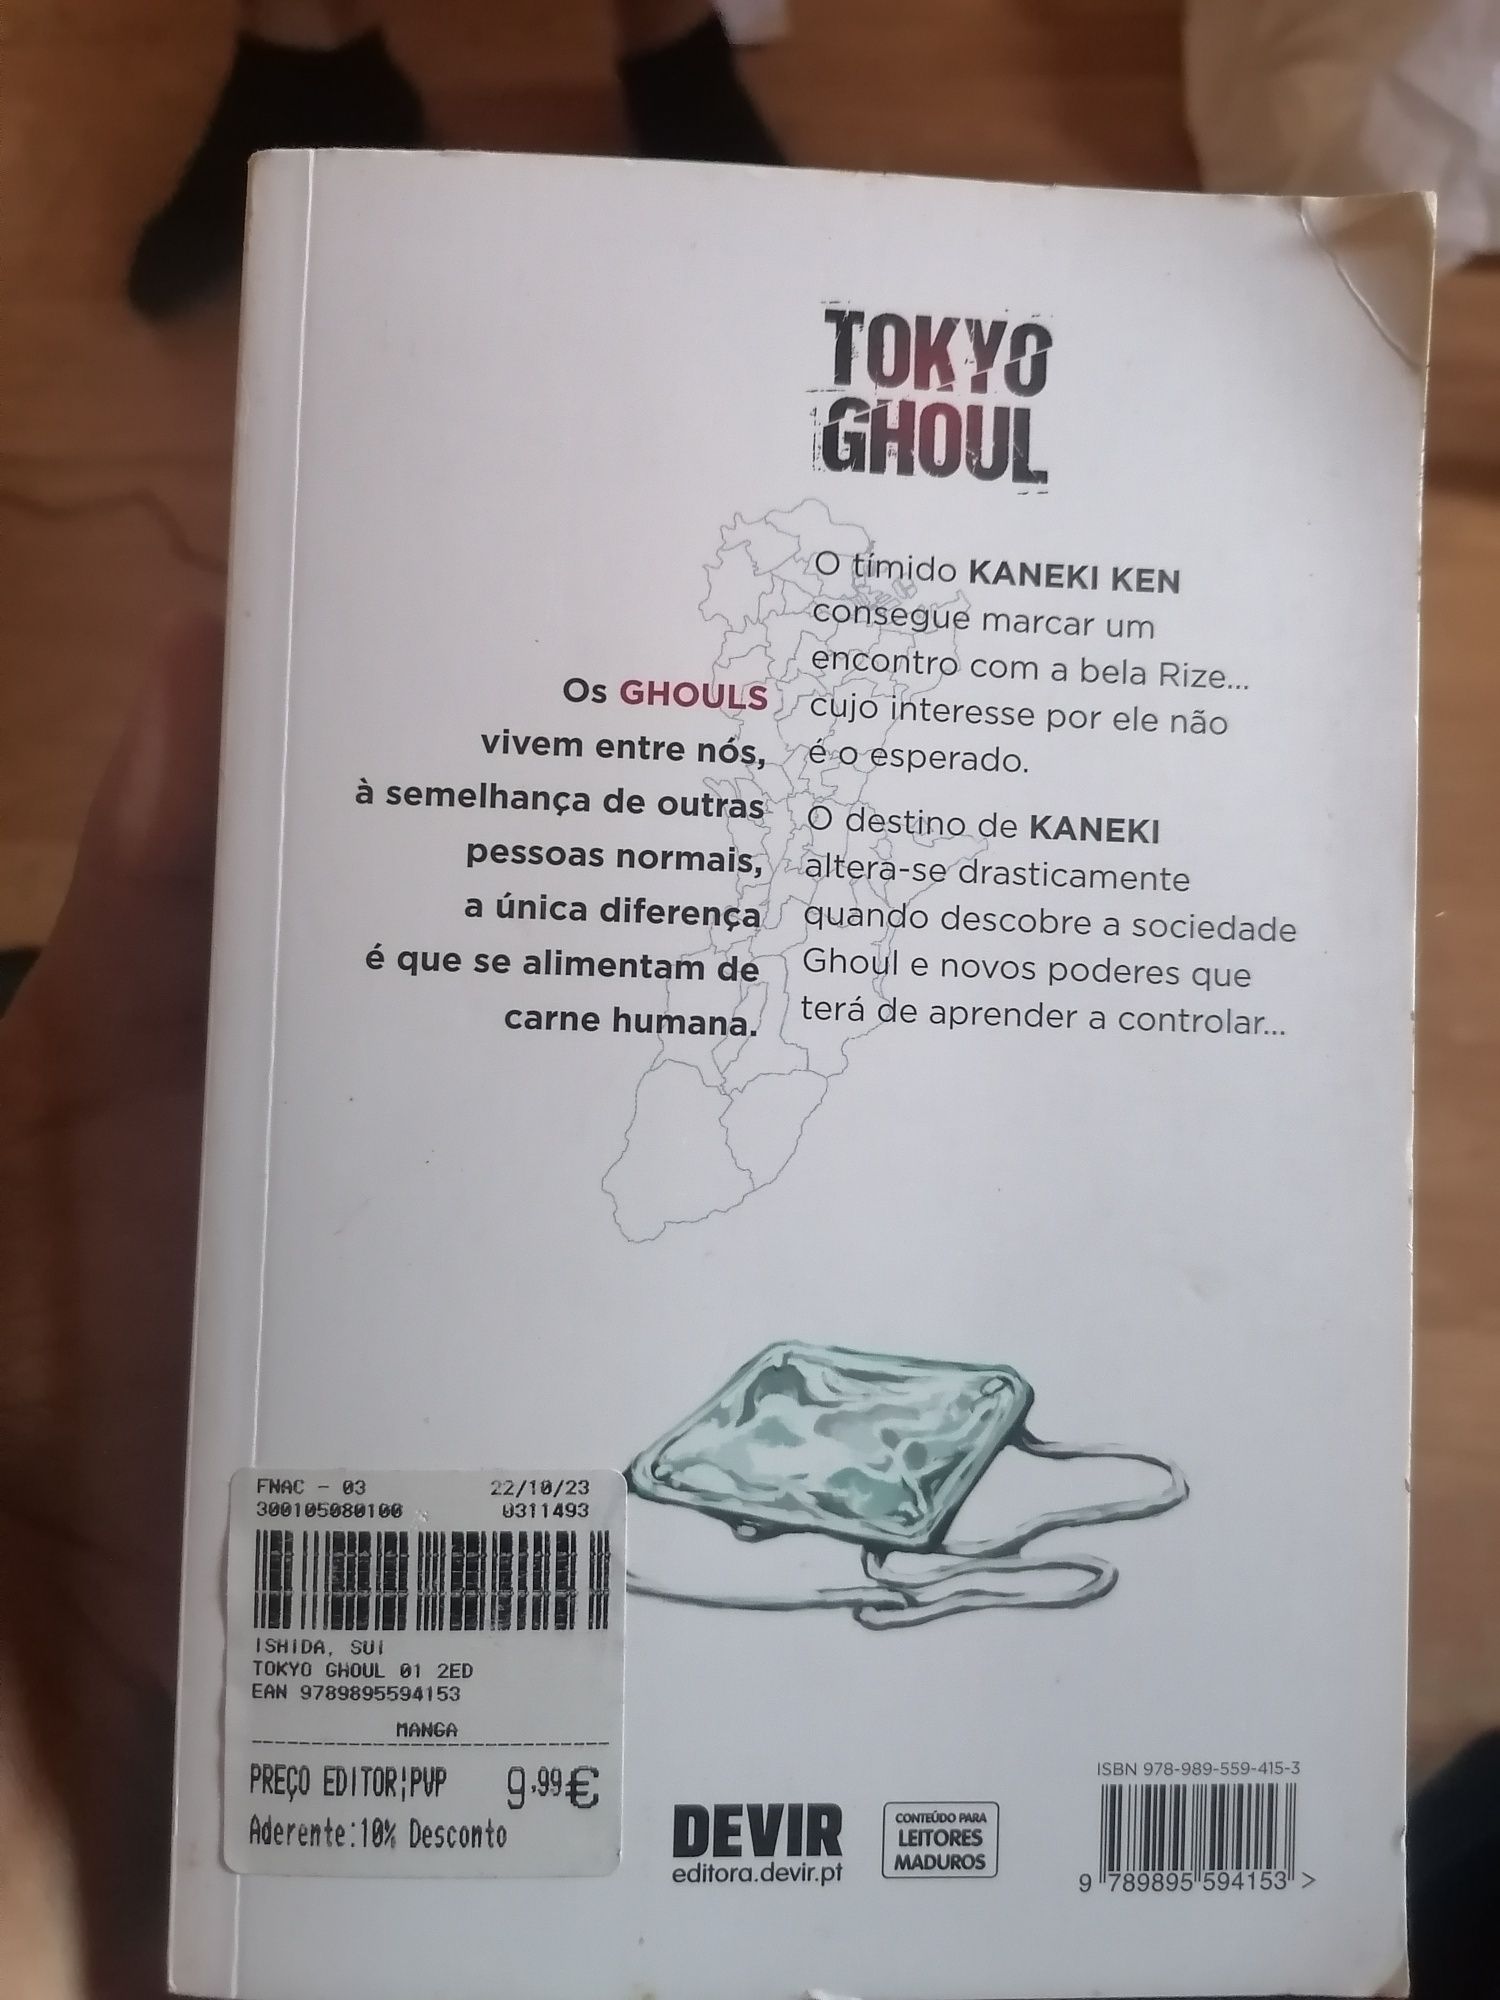 TOKYO
GHOUL
Os GHOULS
vivem entre nós,
à semelhança de outras
pessoas normais,
a única diferença
é que se alimentam de
carne humana.
O tímido KANEKI KEN
consegue marcar um
encontro com a bela Rize...
cujo interesse por ele não
é o esperado.
O destino de KANEKI
altera-se drasticamente
quando descobre a sociedade
Ghoul e novos poderes que
terá de aprender a controlar...
FNAC - 03 22/10/23
300105080100 0311493
ISHIDA, SUI
TOKYO GHOUL 01 2ED
EAN 9789895594153
MANGA
PREÇO EDITOR¦PVP 9.99€
Aderente:10% Desconto
DEVIR
editora.devir.pt
CONTEÚDO PARA
LEITORES
MADUROS
ISBN 978-989-559-415-3
9 789895 594153 >